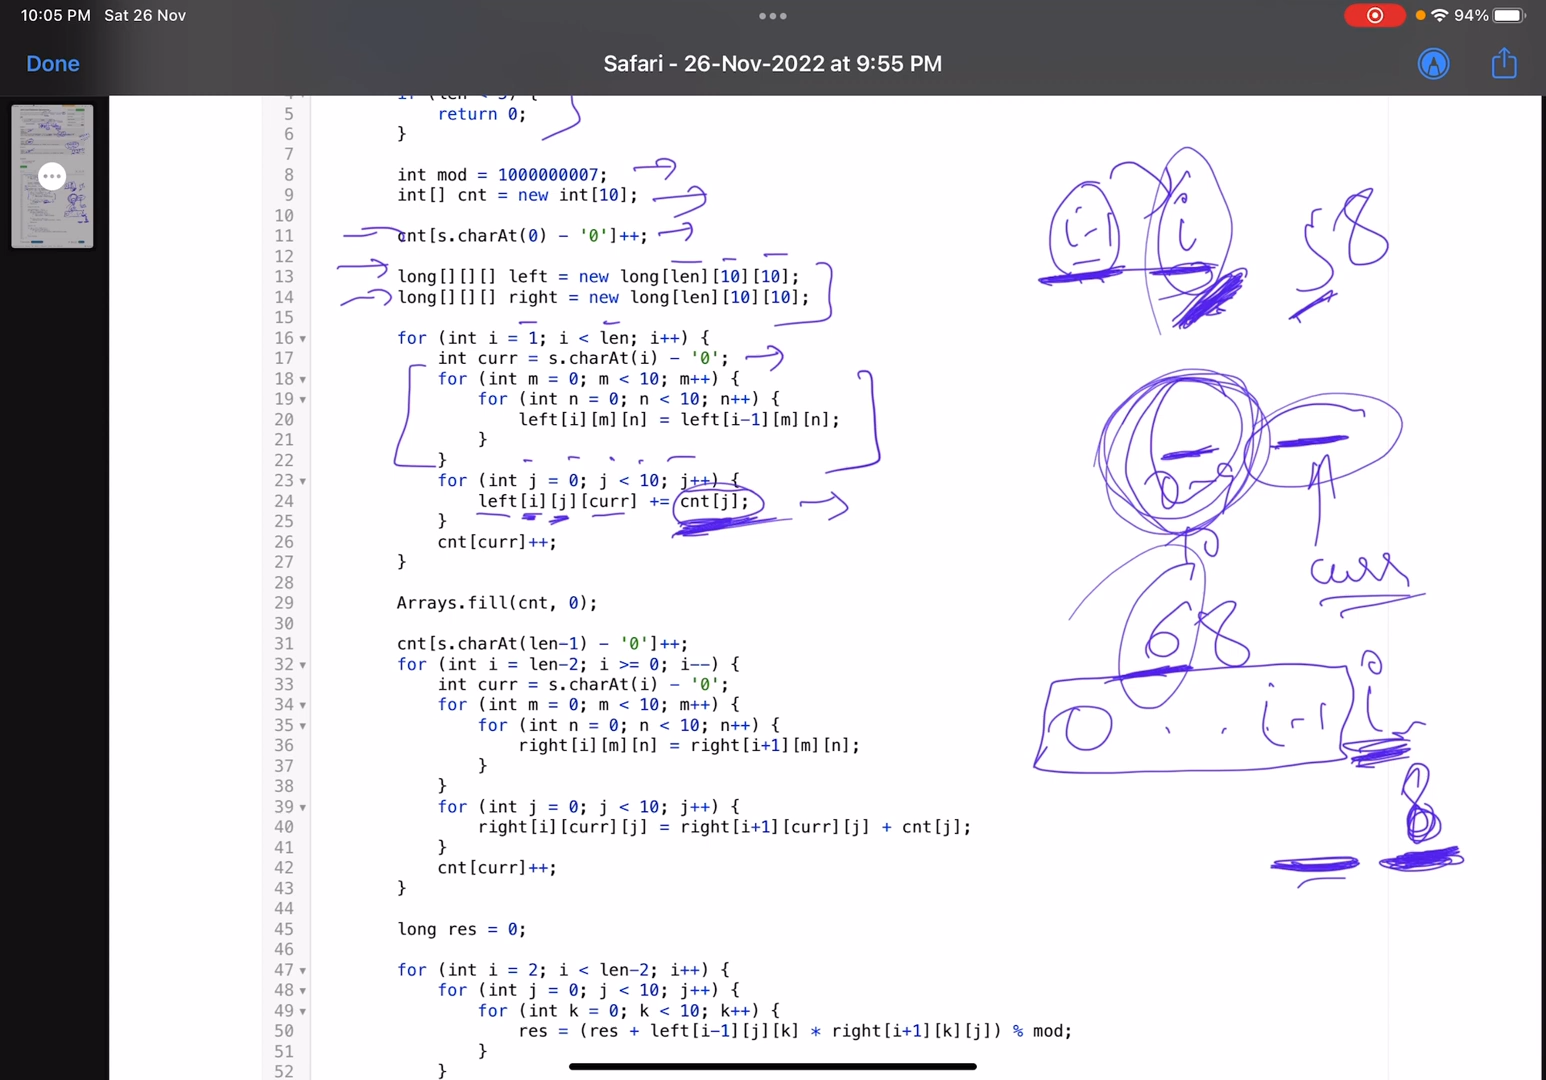 10:05 PM Sat 26 Nov
94%
Done
Safari - 26-Nov-2022 at 9:55 PM
5 return 0;
6 }
7
8 int mod = 1000000007;
9 int[] cnt = new int[10];
10
11 cnt[s.charAt(0) - '0']++;
12
13 long[][][] left = new long[len][10][10];
14 long[][][] right = new long[len][10][10];
15
16 for (int i = 1; i < len; i++) {
17 int curr = s.charAt(i) - '0';
18 for (int m = 0; m < 10; m++) {
19 for (int n = 0; n < 10; n++) {
20 left[i][m][n] = left[i-1][m][n];
21 }
22 }
23 for (int j = 0; j < 10; j++) {
24 left[i][j][curr] += cnt[j];
25 }
26 cnt[curr]++;
27 }
28
29 Arrays.fill(cnt, 0);
30
31 cnt[s.charAt(len-1) - '0']++;
32 for (int i = len-2; i >= 0; i--) {
33 int curr = s.charAt(i) - '0';
34 for (int m = 0; m < 10; m++) {
35 for (int n = 0; n < 10; n++) {
36 right[i][m][n] = right[i+1][m][n];
37 }
38 }
39 for (int j = 0; j < 10; j++) {
40 right[i][curr][j] = right[i+1][curr][j] + cnt[j];
41 }
42 cnt[curr]++;
43 }
44
45 long res = 0;
46
47 for (int i = 2; i < len-2; i++) {
48 for (int j = 0; j < 10; j++) {
49 for (int k = 0; k < 10; k++) {
50 res = (res + left[i-1][j][k] * right[i+1][k][j]) % mod;
51 }
52 }
i-1 i 58
0-9
curr
68
0 . . i-1 i
8